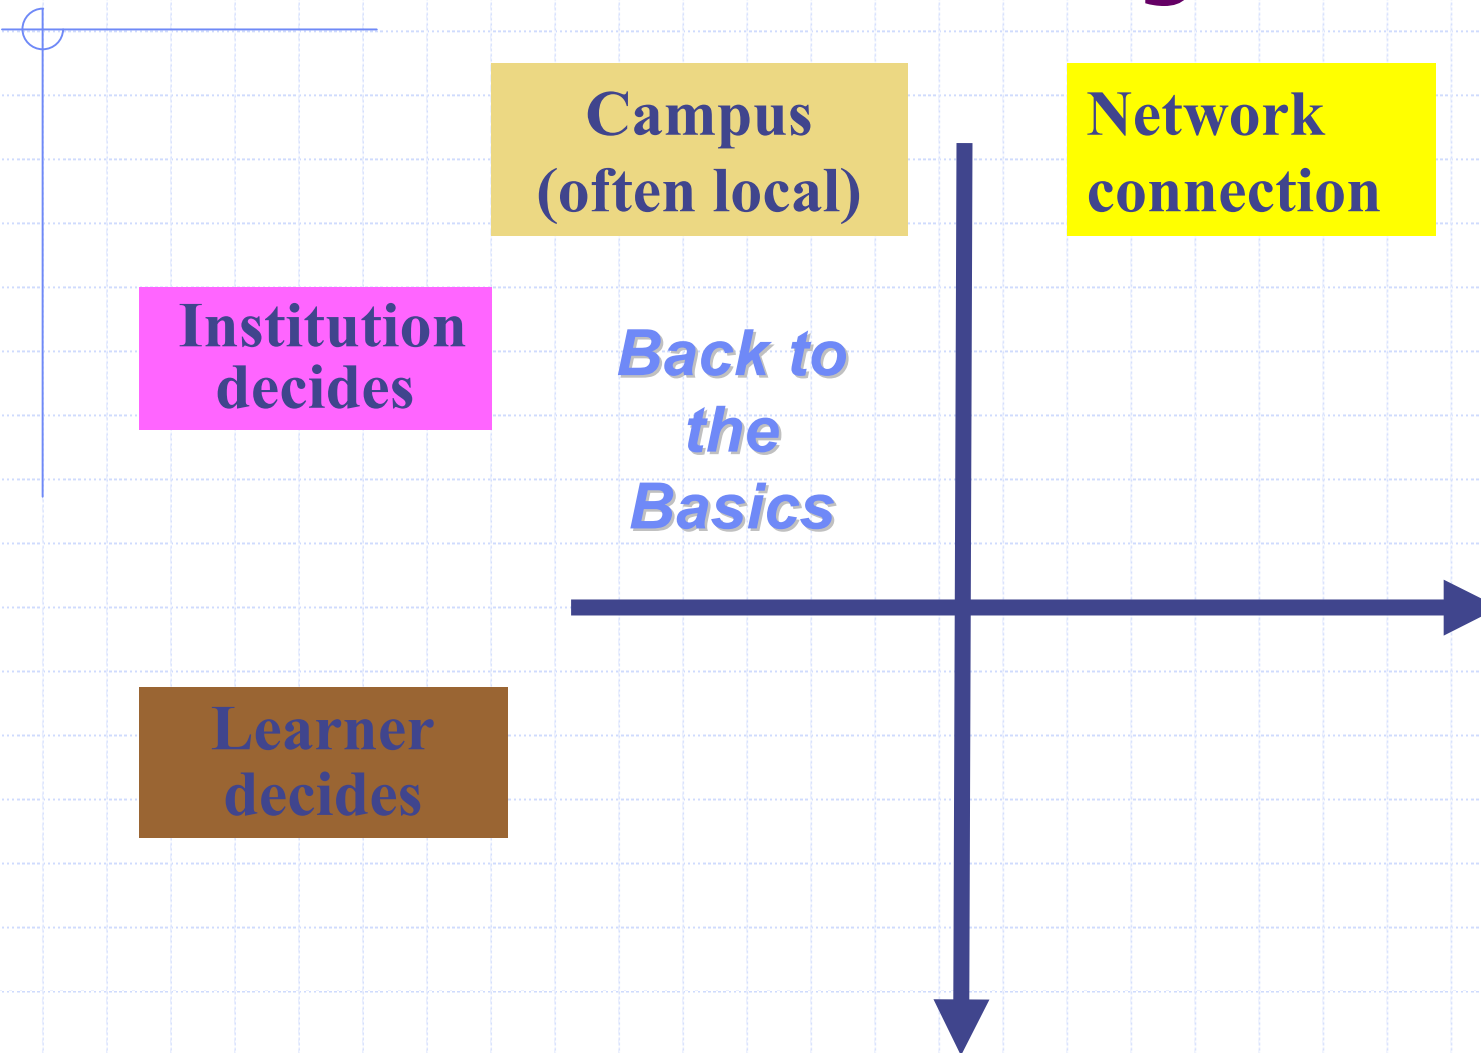 Campus
(often local)
Network
connection
Institution
decides
Back to
the
Basics
Learner
decides